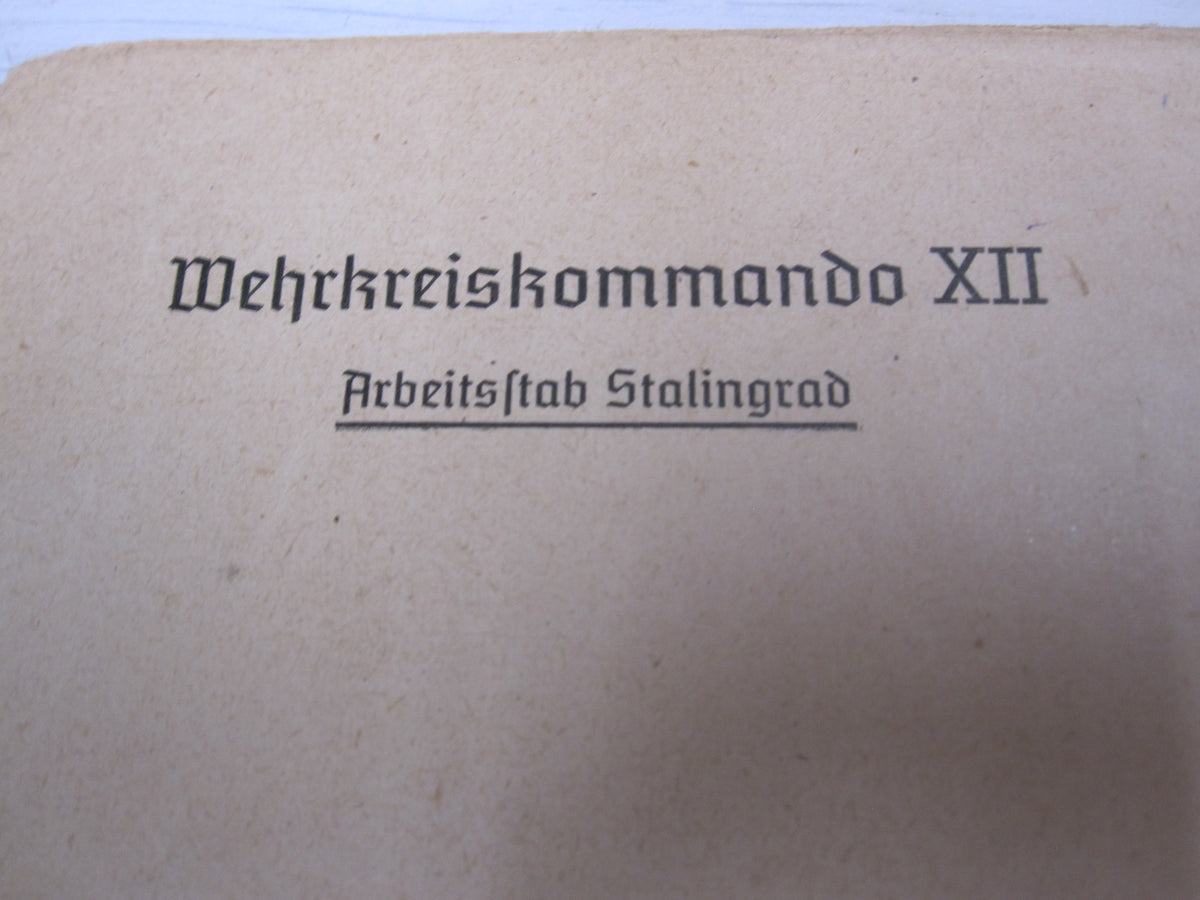 Wehrkreiskommando XII
Arbeitsſtab Stalingrad